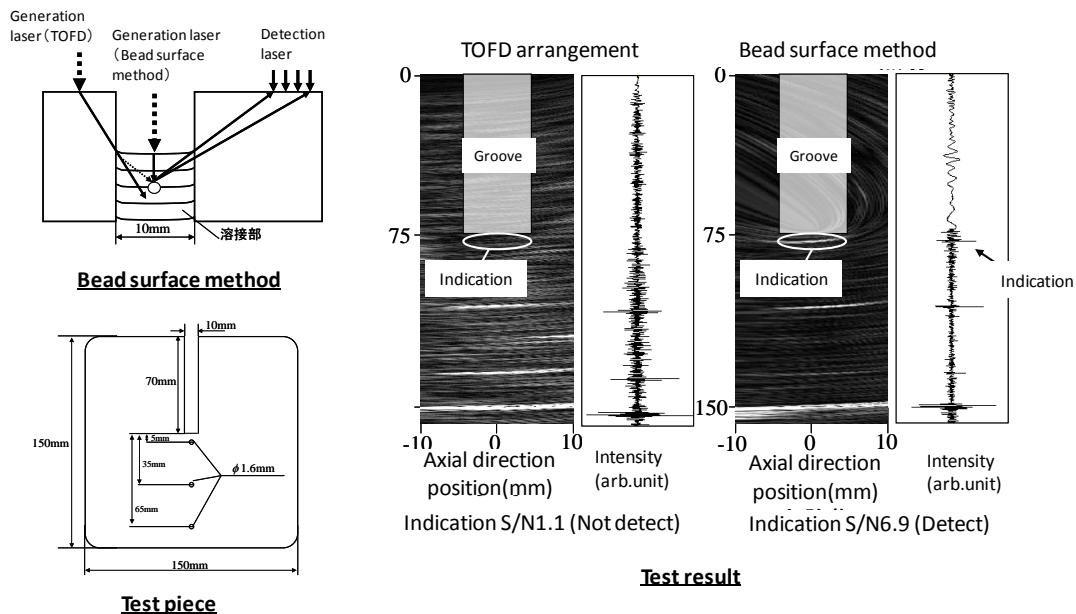 Generation
laser(TOFD)
Generation laser
(Bead surface
method)
Detection
laser
10mm
溶接部
Bead surface method
10mm
70mm
150mm
1.5mm
35mm
65mm
φ1.6mm
150mm
Test piece
TOFD arrangement
0
Groove
75
Indication
150
-10
0
10
Axial direction
position(mm)
Intensity
(arb.unit)
Indication S/N1.1 (Not detect)
Bead surface method
0
Groove
75
Indication
Indication
150
-10
0
10
Axial direction
position(mm)
Intensity
(arb.unit)
Indication S/N6.9 (Detect)
Test result